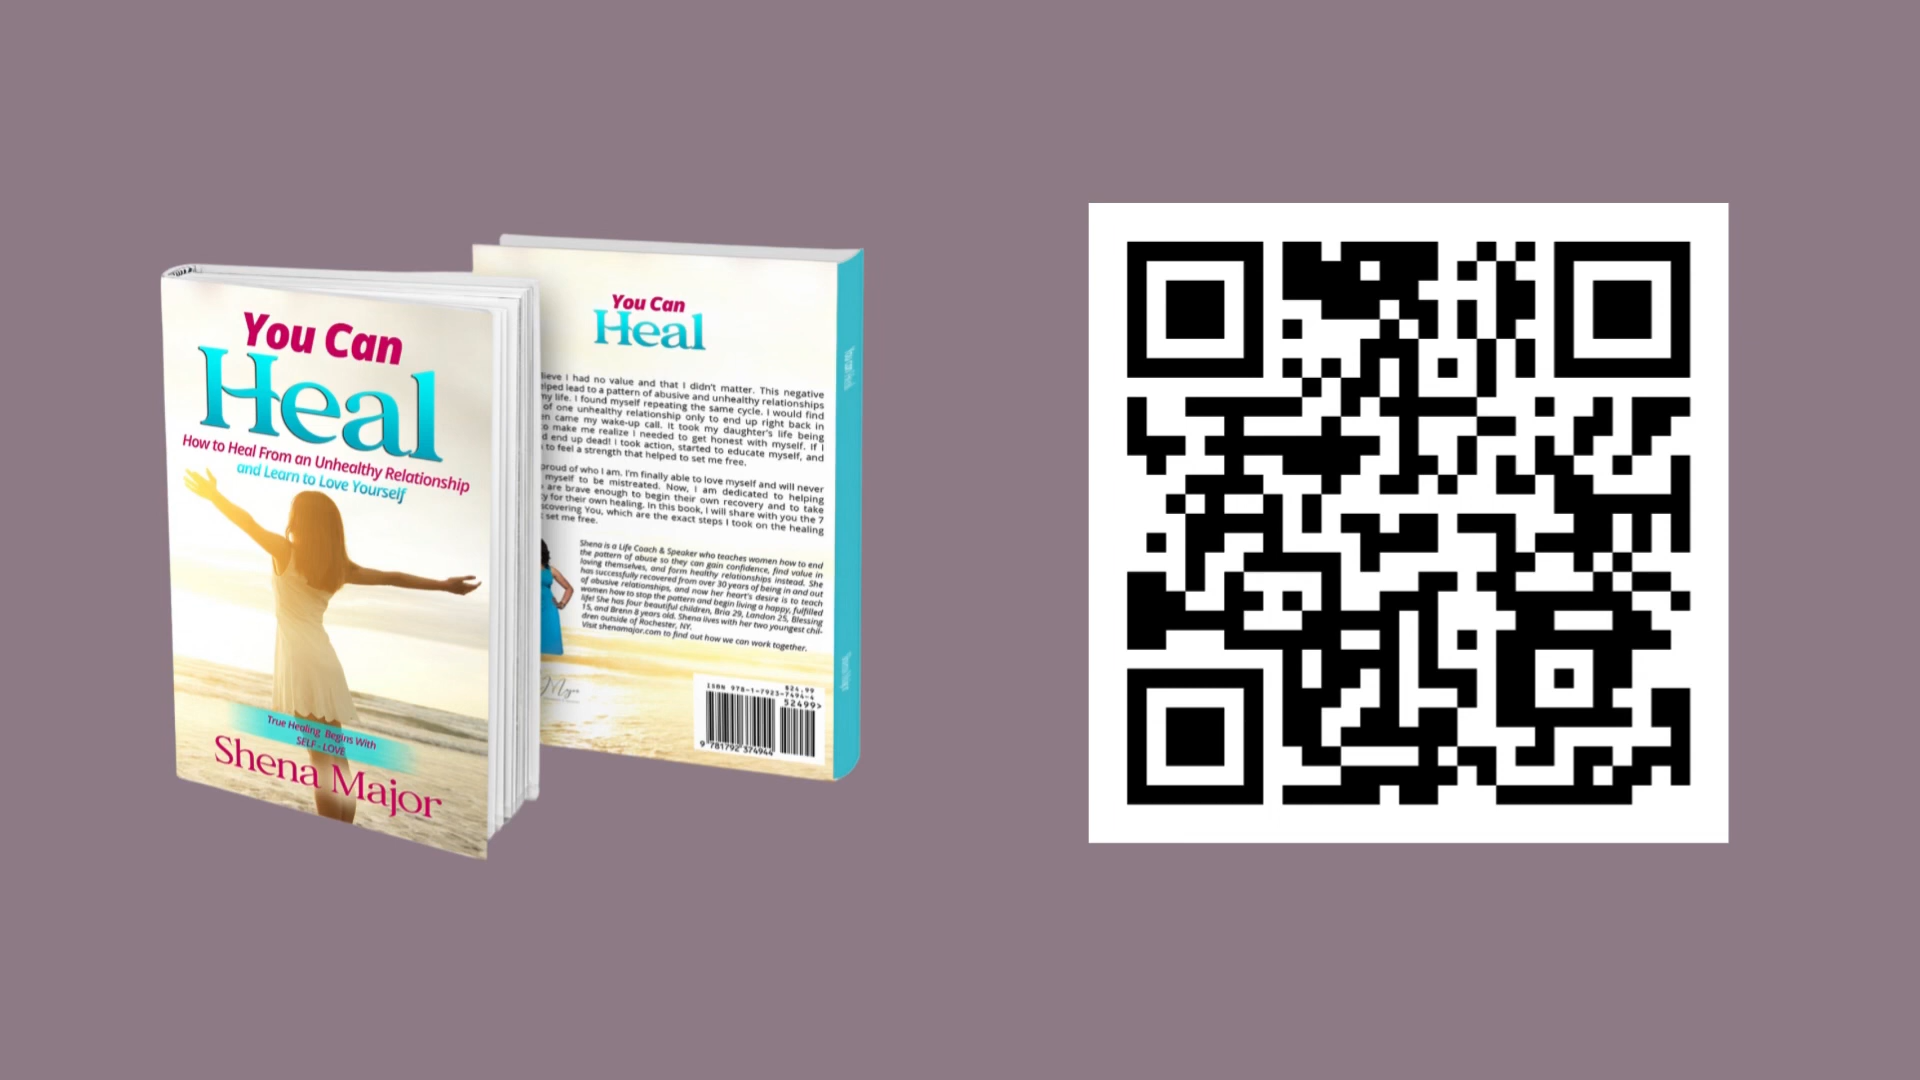 You Can
Heal
How to Heal From an Unhealthy Relationship
and Learn to Love Yourself
True Healing Begins With
SELF - LOVE
Shena Major
You Can
Heal
I had no value and that I didn't matter. This negative
lead to a pattern of abusive and unhealthy relationships
my life. I found myself repeating the same cycle. I would find
of one unhealthy relationship only to end up right back in
came my wake-up call. It took my daughter's life being
make me realize I needed to get honest with myself. If I
end up dead! I took action, started to educate myself, and
to feel a strength that helped to set me free.
proud of who I am. I'm finally able to love myself and will never
myself to be mistreated. Now, I am dedicated to helping
are brave enough to begin their own recovery and to take
for their own healing. In this book, I will share with you the 7
You, which are the exact steps I took on the healing
set me free.
Shena is a Life Coach & Speaker who teaches women how to end
the pattern of abuse so they can gain confidence, find value in
loving themselves, and form healthy relationships instead. She
has successfully recovered from over 30 years of being in and out
of abusive relationships, and now her heart's desire is to teach
women how to stop the pattern and begin living a happy, fulfilled
life! She has four beautiful children, Bria 29, Landon 25, Blessing
15, and Brenn 8 years old. Shena lives with her two youngest chil-
dren outside of Rochester, NY.
Visit shenamajor.com to find out how we can work together.
ISBN 978-1-7923-7494-4
$24.99
52499>
9 781792 374944